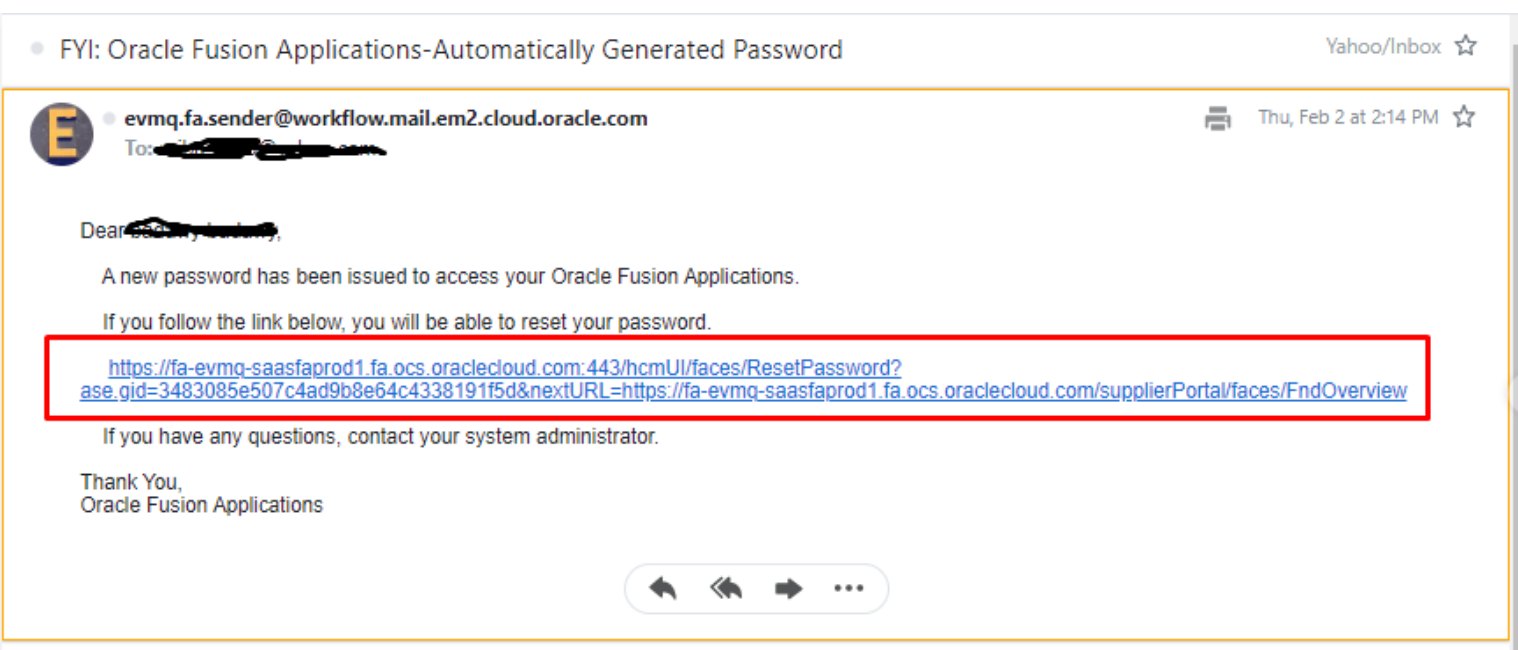 FYI: Oracle Fusion Applications-Automatically Generated Password
Yahoo/Inbox
E
evmq.fa.sender@workflow.mail.em2.cloud.oracle.com
Thu, Feb 2 at 2:14 PM
To:
Dear
A new password has been issued to access your Oracle Fusion Applications.
If you follow the link below, you will be able to reset your password.
https://fa-evmq-saasfaprod1.fa.ocs.oraclecloud.com:443/hcmUI/faces/ResetPassword?
ase.gid=3483085e507c4ad9b8e64c4338191f5d&nextURL=https://fa-evmq-saasfaprod1.fa.ocs.oraclecloud.com/supplierPortal/faces/FndOverview
If you have any questions, contact your system administrator.
Thank You,
Oracle Fusion Applications